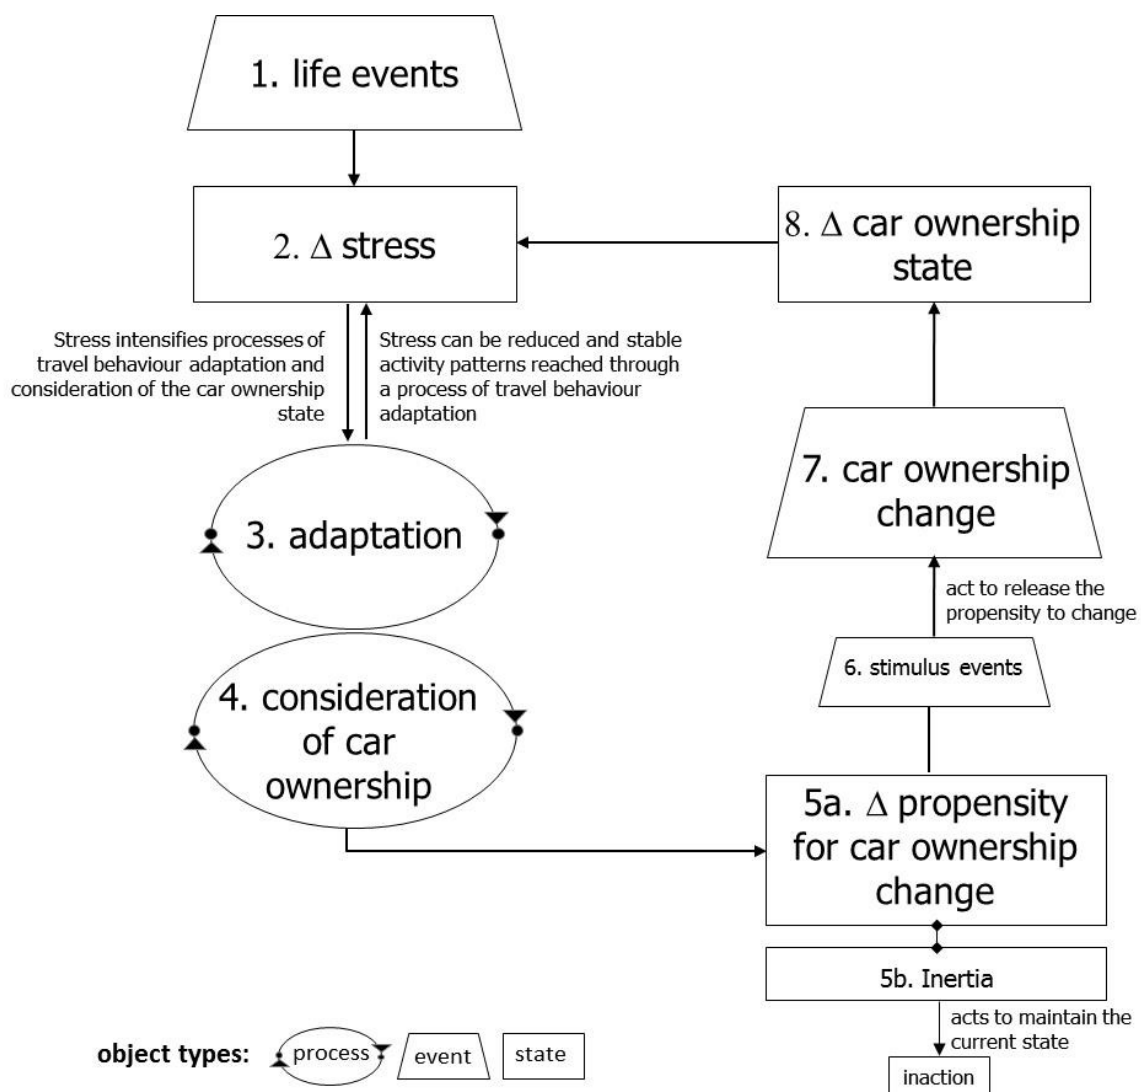 1. life events
2. Δ stress
8. Δ car ownership
state
Stress intensifies processes of
travel behaviour adaptation and
consideration of the car ownership
state
Stress can be reduced and stable
activity patterns reached through
a process of travel behaviour
adaptation
3. adaptation
7. car ownership
change
act to release the
propensity to change
6. stimulus events
4. consideration
of car
ownership
5a. Δ propensity
for car ownership
change
5b. Inertia
acts to maintain the
current state
inaction
object types:
process
event
state